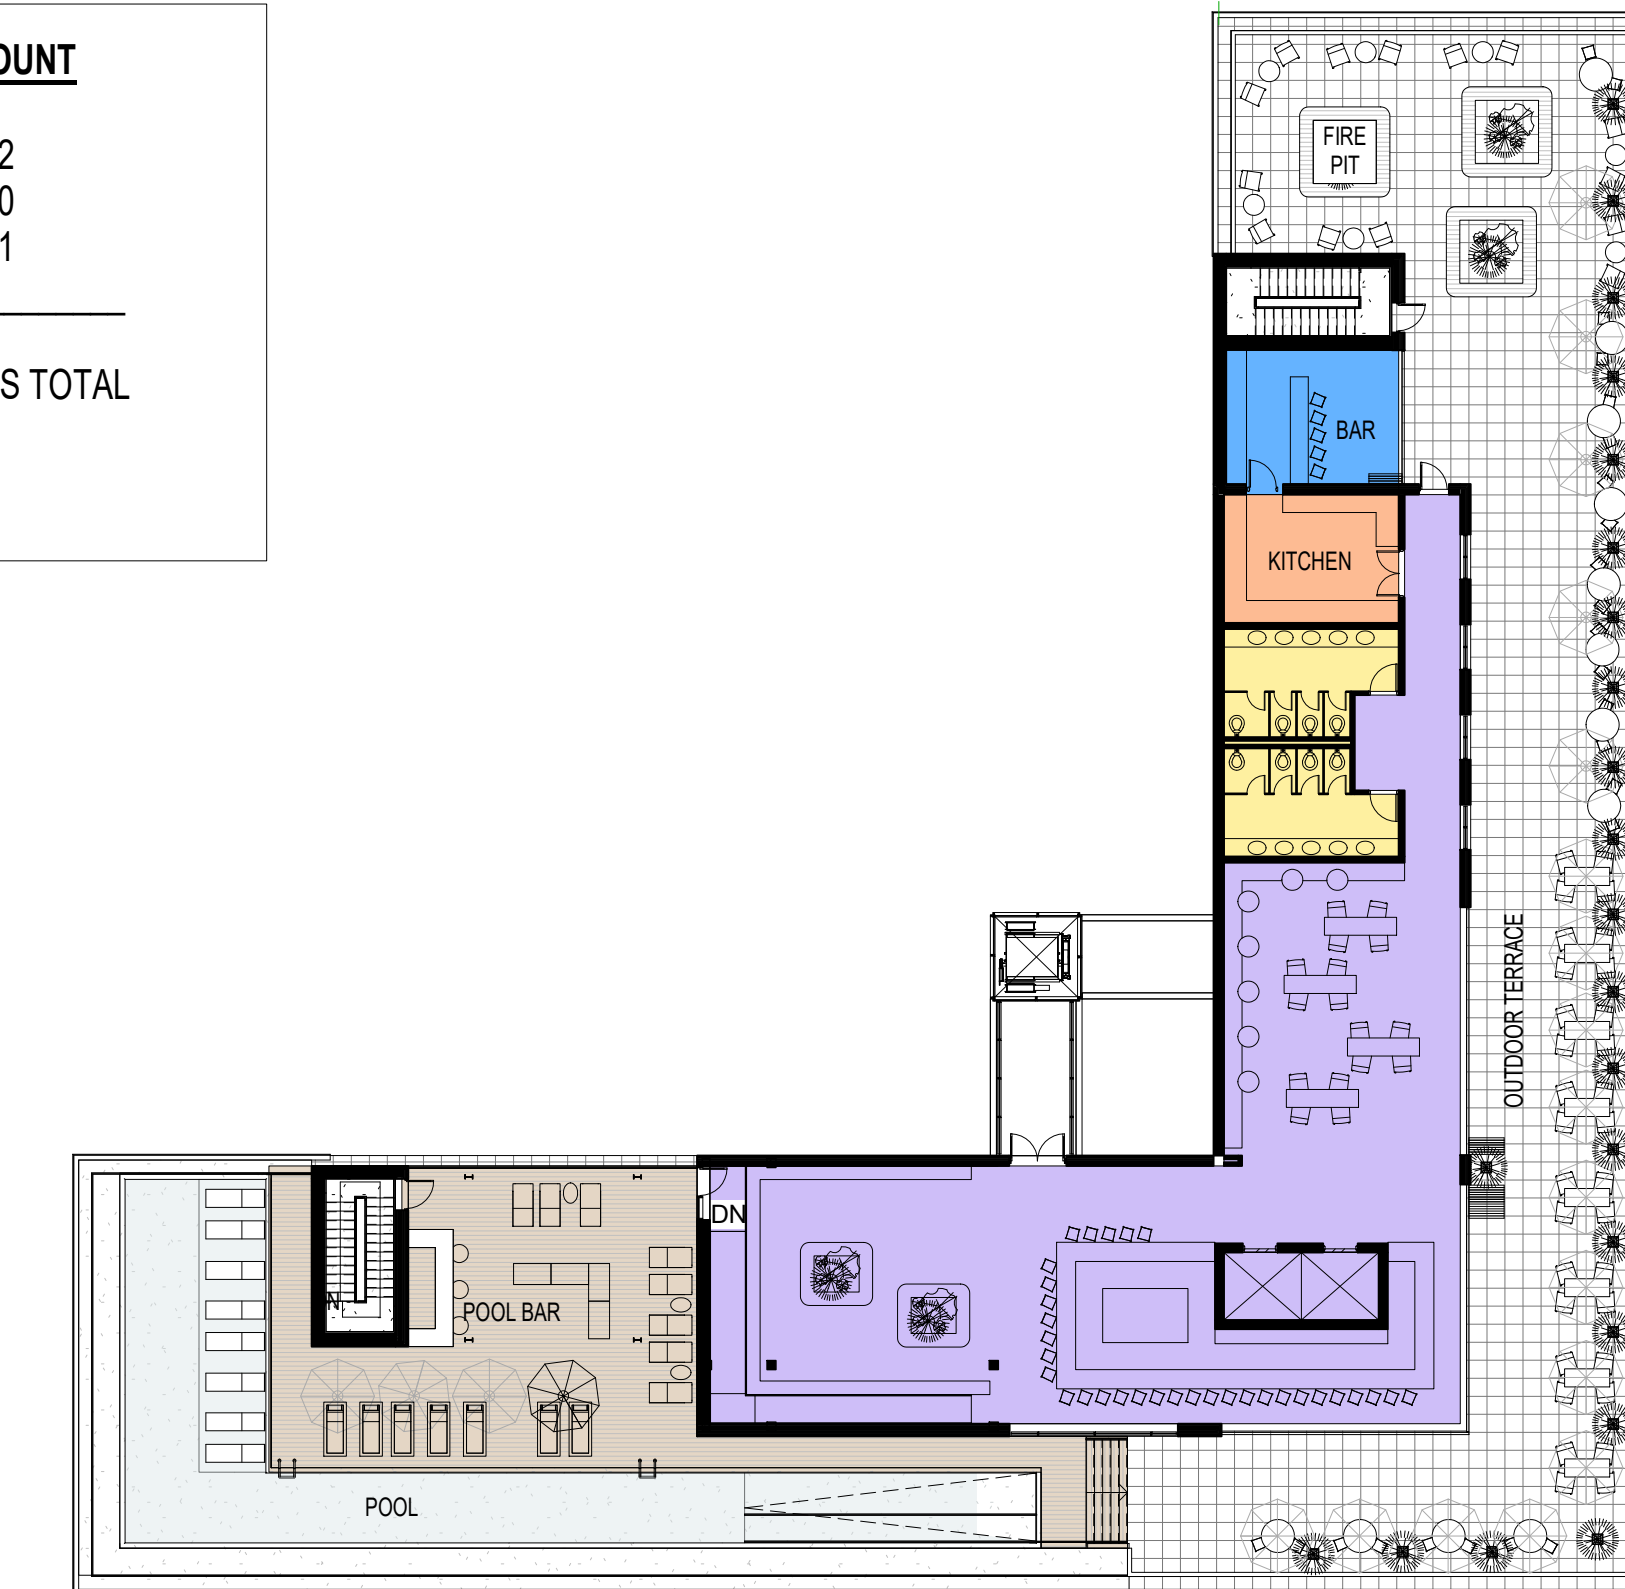 OUNT
2
0
1
S TOTAL
FIRE
PIT
BAR
KITCHEN
OUTDOOR TERRACE
DN
N
POOL BAR
POOL